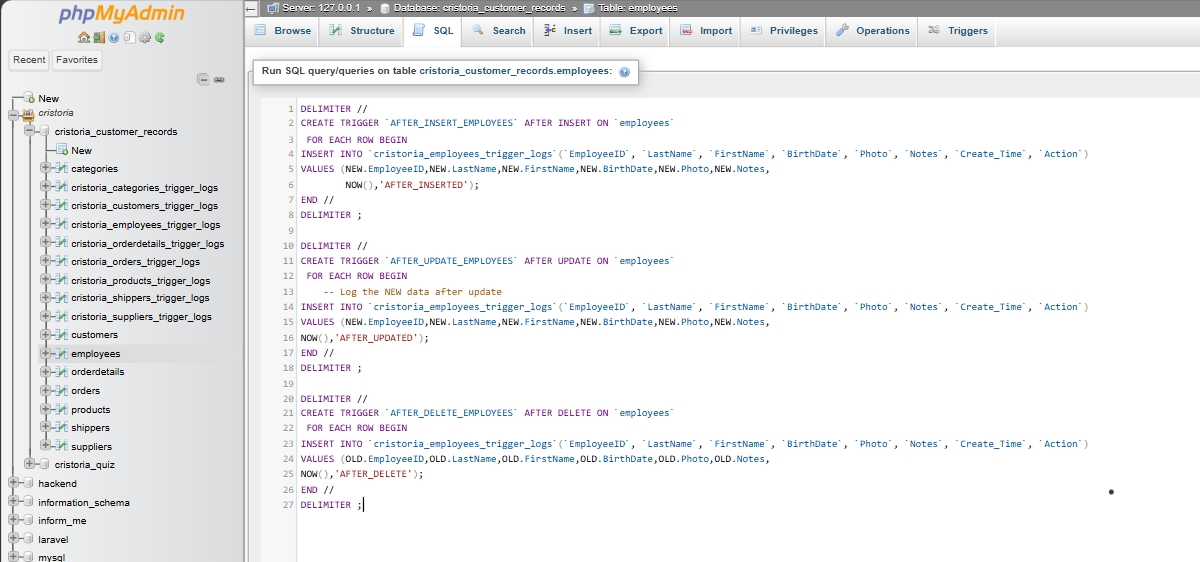 phpMyAdmin
Recent
Favorites
New
cristoria
cristoria_customer_records
New
categories
cristoria_categories_trigger_logs
cristoria_customers_trigger_logs
cristoria_employees_trigger_logs
cristoria_orderdetails_trigger_logs
cristoria_orders_trigger_logs
cristoria_products_trigger_logs
cristoria_shippers_trigger_logs
cristoria_suppliers_trigger_logs
customers
employees
orderdetails
orders
products
shippers
suppliers
cristoria_quiz
hackend
information_schema
inform_me
laravel
mysql
Server: 127.0.0.1 » Database: cristoria_customer_records » Table: employees
Browse Structure SQL Search Insert Export Import Privileges Operations Triggers
Run SQL query/queries on table cristoria_customer_records.employees:
1 DELIMITER //
2 CREATE TRIGGER `AFTER_INSERT_EMPLOYEES` AFTER INSERT ON `employees`
3 FOR EACH ROW BEGIN
4 INSERT INTO `cristoria_employees_trigger_logs`(`EmployeeID`, `LastName`, `FirstName`, `BirthDate`, `Photo`, `Notes`, `Create_Time`, `Action`)
5 VALUES (NEW.EmployeeID,NEW.LastName,NEW.FirstName,NEW.BirthDate,NEW.Photo,NEW.Notes,
6 NOW(),'AFTER_INSERTED');
7 END //
8 DELIMITER ;
9
10 DELIMITER //
11 CREATE TRIGGER `AFTER_UPDATE_EMPLOYEES` AFTER UPDATE ON `employees`
12 FOR EACH ROW BEGIN
13 -- Log the NEW data after update
14 INSERT INTO `cristoria_employees_trigger_logs`(`EmployeeID`, `LastName`, `FirstName`, `BirthDate`, `Photo`, `Notes`, `Create_Time`, `Action`)
15 VALUES (NEW.EmployeeID,NEW.LastName,NEW.FirstName,NEW.BirthDate,NEW.Photo,NEW.Notes,
16 NOW(),'AFTER_UPDATED');
17 END //
18 DELIMITER ;
19
20 DELIMITER //
21 CREATE TRIGGER `AFTER_DELETE_EMPLOYEES` AFTER DELETE ON `employees`
22 FOR EACH ROW BEGIN
23 INSERT INTO `cristoria_employees_trigger_logs`(`EmployeeID`, `LastName`, `FirstName`, `BirthDate`, `Photo`, `Notes`, `Create_Time`, `Action`)
24 VALUES (OLD.EmployeeID,OLD.LastName,OLD.FirstName,OLD.BirthDate,OLD.Photo,OLD.Notes,
25 NOW(),'AFTER_DELETE');
26 END //
27 DELIMITER ;